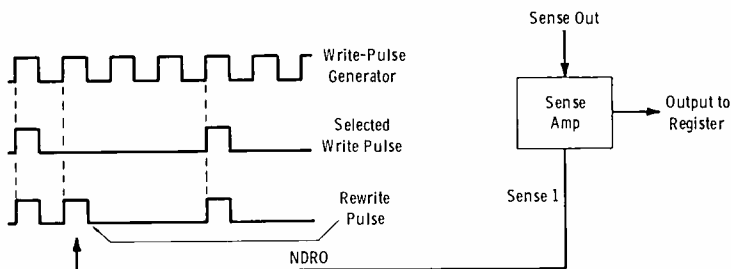 Sense Out
Write-Pulse
Generator
Sense
Amp
Output to
Register
Selected
Write Pulse
Rewrite
Pulse
Sense 1
NDRO